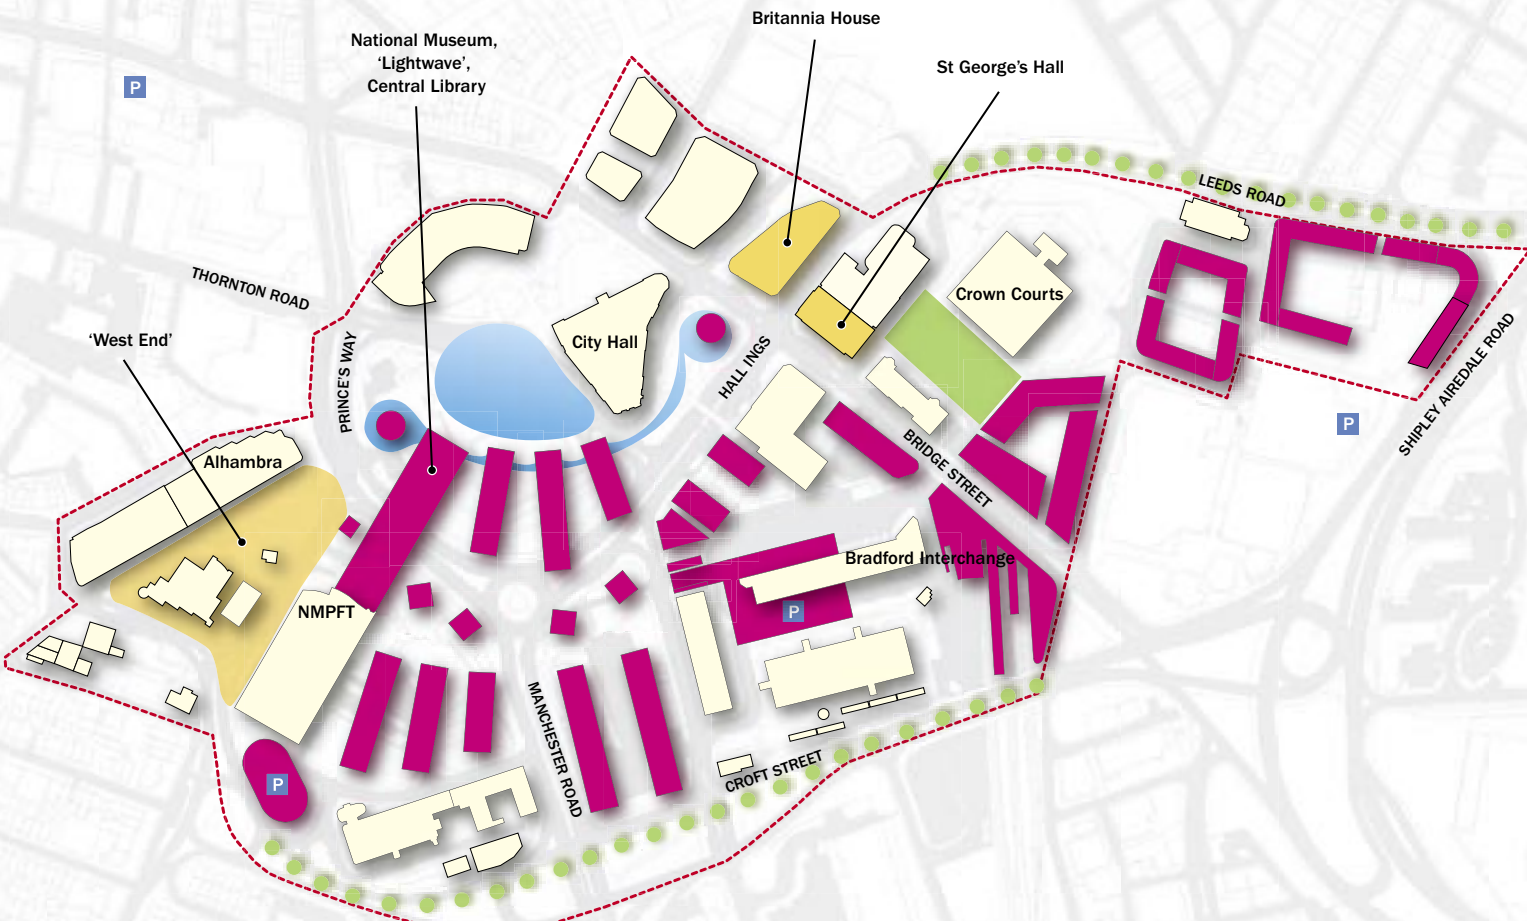 Britannia House
National Museum,
‘Lightwave’,
Central Library
St George’s Hall
P
LEEDS ROAD
THORNTON ROAD
Crown Courts
‘West End’
City Hall
PRINCE'S WAY
HALL INGS
SHIPLEY AIREDALE ROAD
P
Alhambra
BRIDGE STREET
Bradford Interchange
NMPFT
P
MANCHESTER ROAD
CROFT STREET
P